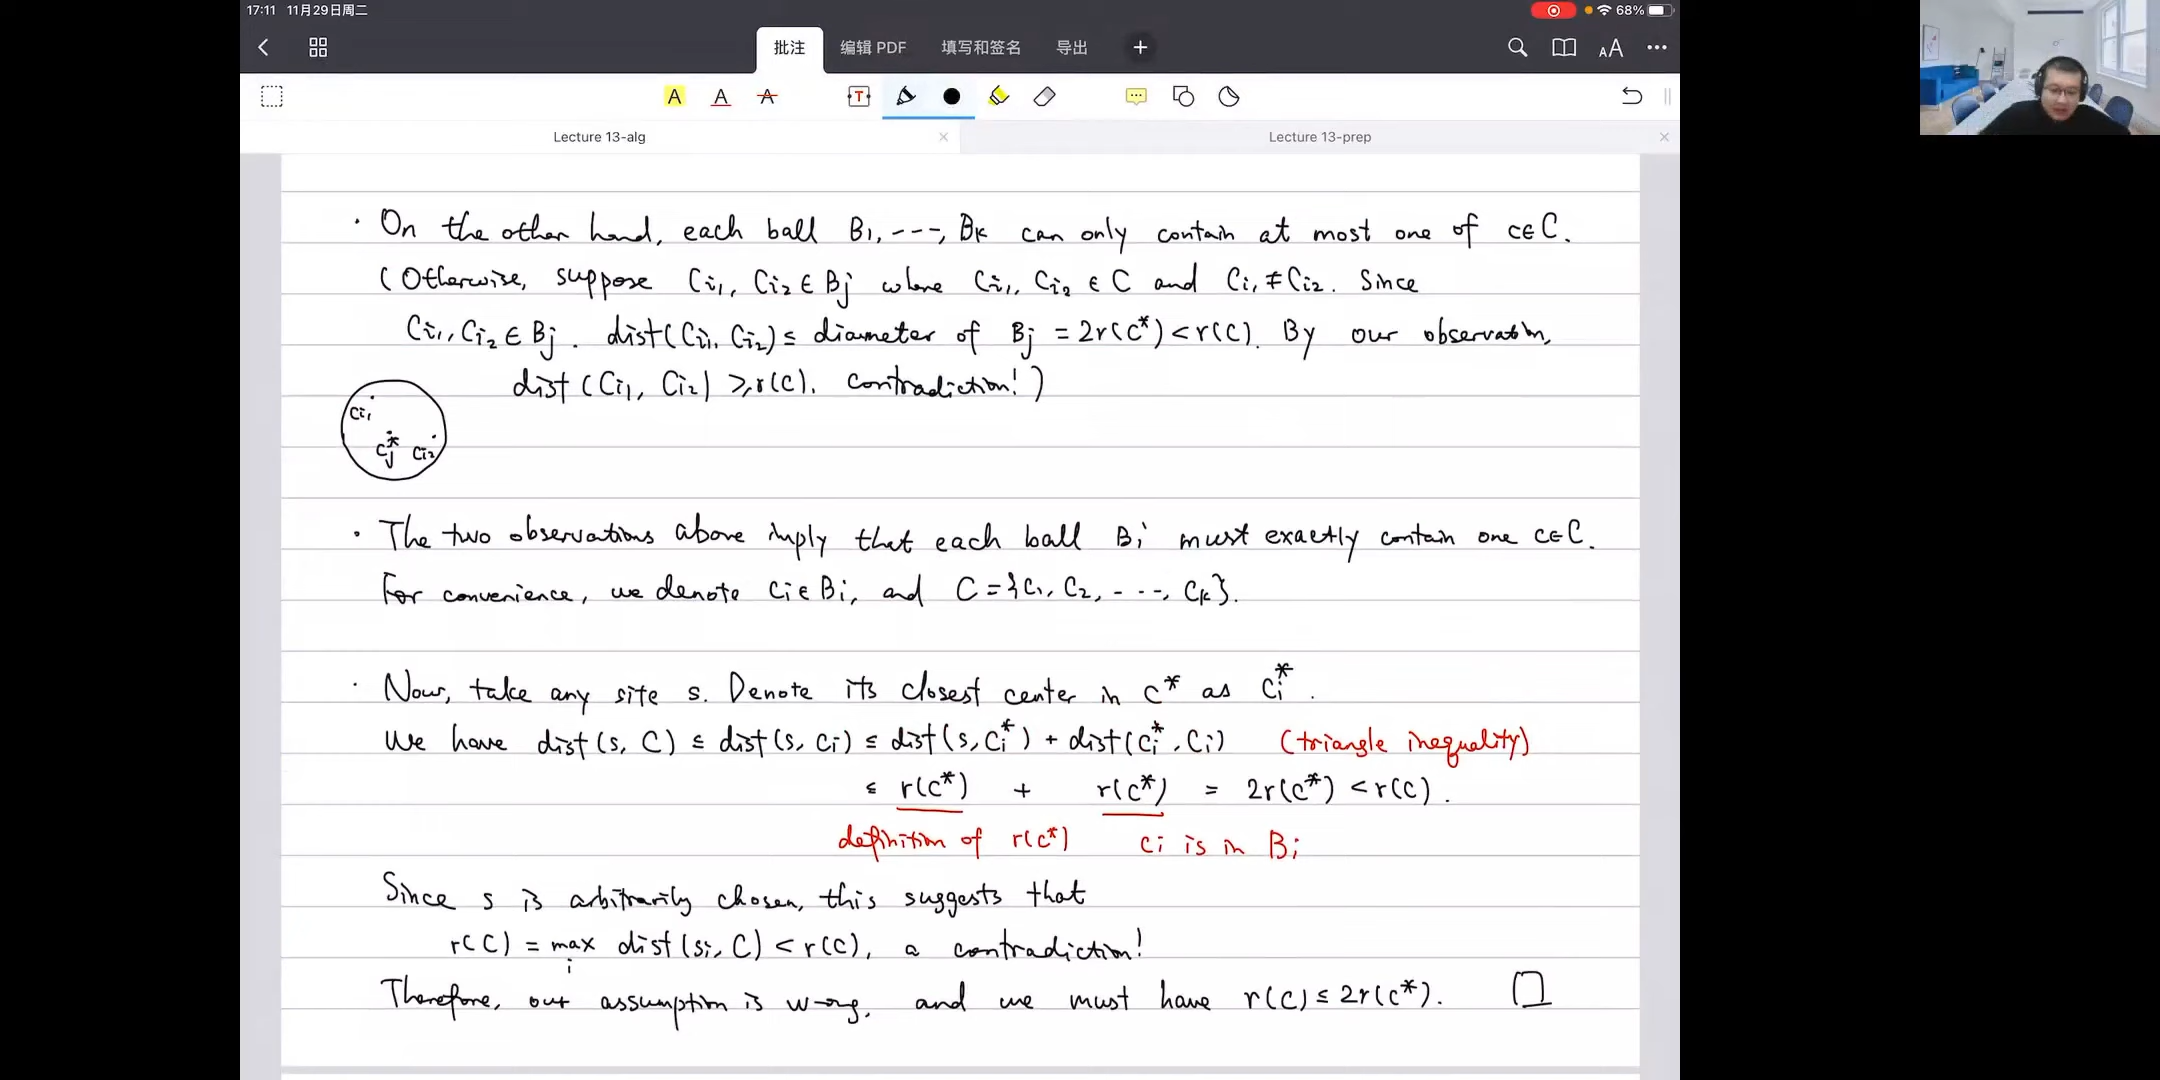 17:11 11月29日周二
68%
批注 编辑 PDF 填写和签名 导出
Lecture 13-alg
Lecture 13-prep
· On the other hand, each ball B1, ---, BK can only contain at most one of c∈C.
(Otherwise, suppose Ci1, Ci2 ∈ Bj where Ci1, Ci2 ∈ C and Ci1 ≠ Ci2. Since
Ci1, Ci2 ∈ Bj. dist(Ci1, Ci2) ≤ diameter of Bj = 2r(C*) < r(C). By our observation,
dist (Ci1, Ci2) ≥ r(C). contradiction!)
Ci1
Cj* Ci2
· The two observations above imply that each ball Bi must exactly contain one c∈C.
For convenience, we denote Ci ∈ Bi, and C = {C1, C2, - --, Ck}.
· Now, take any site s. Denote its closest center in C* as Ci*.
We have dist(s, C) ≤ dist(s, Ci) ≤ dist(s, Ci*) + dist(Ci*, Ci) (triangle inequality)
≤ r(C*) + r(C*) = 2r(C*) < r(C).
definition of r(C*) Ci is in Bi
Since s is arbitrarily chosen, this suggests that
r(C) = max dist(si, C) < r(C), a contradiction!
i
Therefore, our assumption is wrong, and we must have r(C) ≤ 2r(C*). □